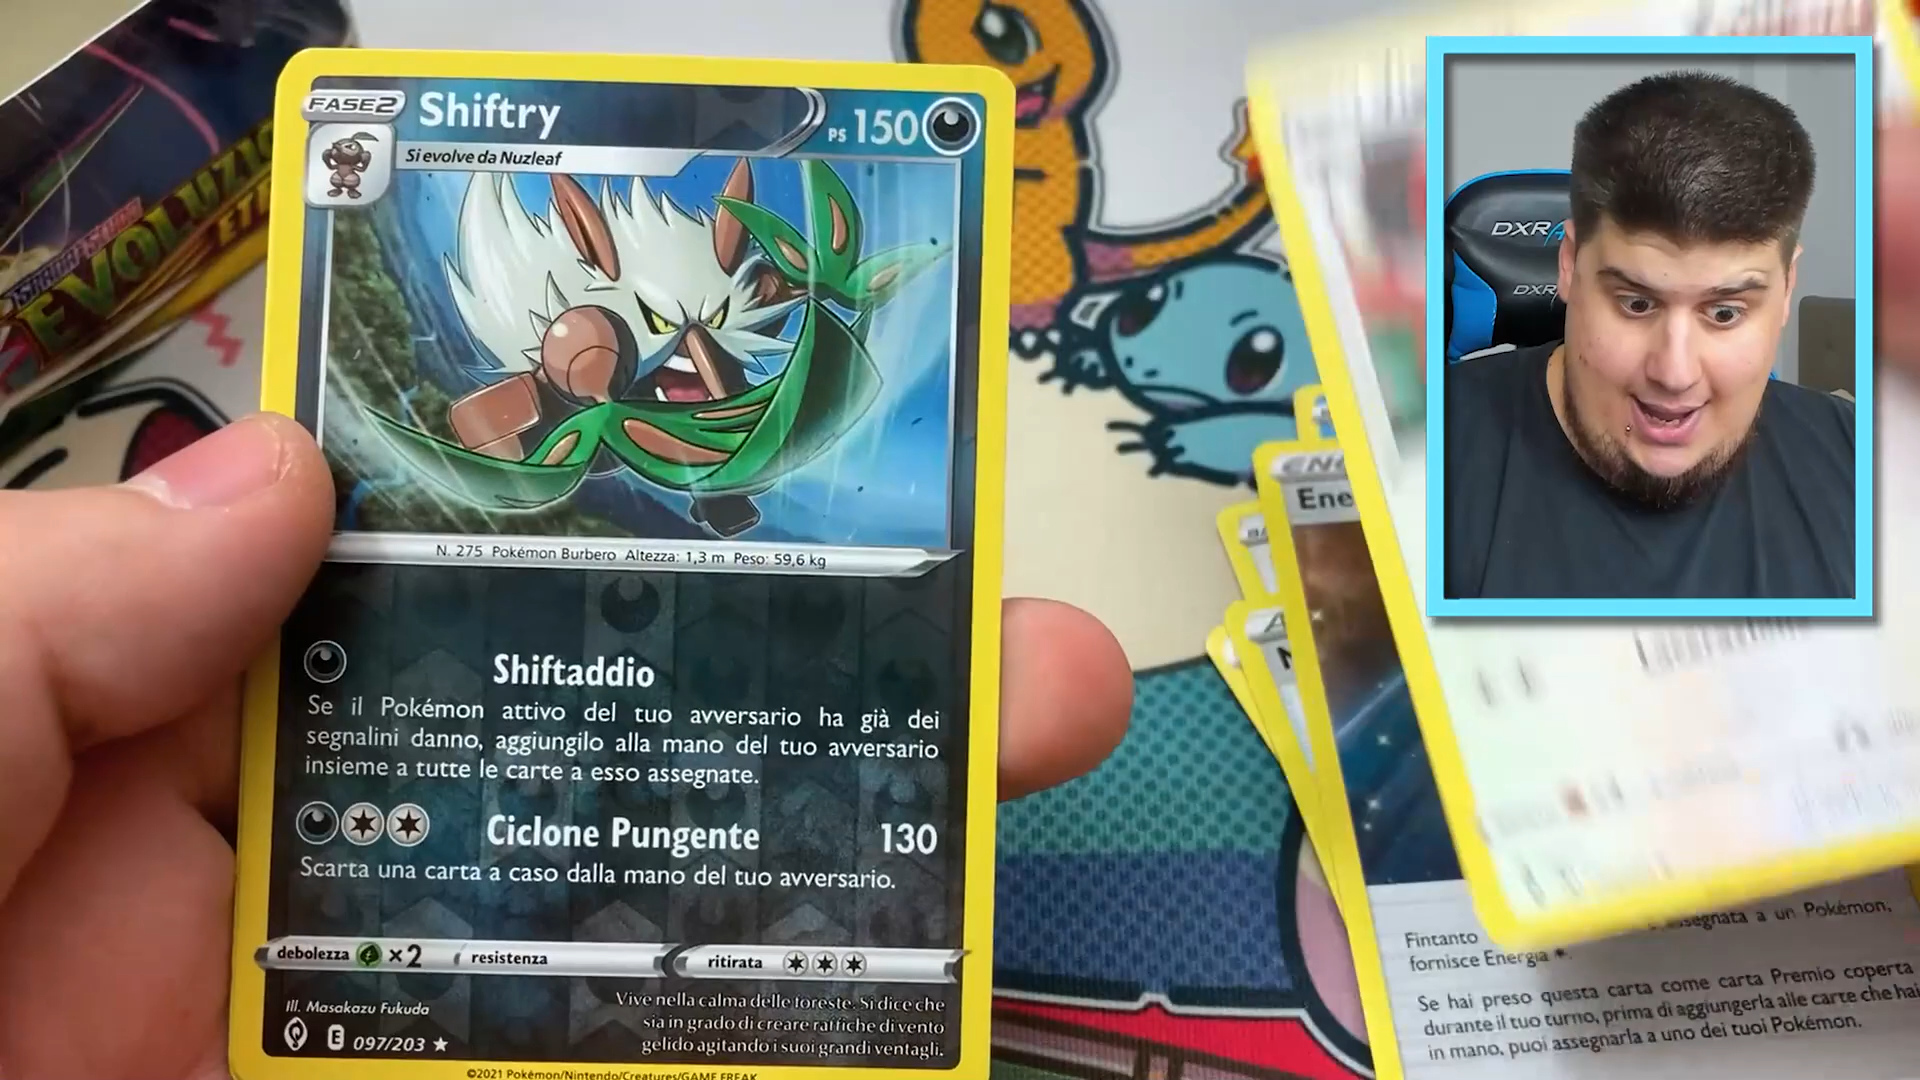 FASE2
Shiftry
PS 150
Si evolve da Nuzleaf
N. 275 Pokémon Burbero Altezza: 1,3 m Peso: 59,6 kg
Shiftaddio
Se il Pokémon attivo del tuo avversario ha già dei
segnalini danno, aggiungilo alla mano del tuo avversario
insieme a tutte le carte a esso assegnate.
Ciclone Pungente 130
Scarta una carta a caso dalla mano del tuo avversario.
debolezza ×2 resistenza ritirata
Vive nella calma delle foreste. Si dice che
sia in grado di creare raffiche di vento
gelido agitando i suoi grandi ventagli.
Ill. Masakazu Fukuda
E 097/203 ★
©2021 Pokémon/Nintendo/Creatures/GAME FREAK
EVOLUZI
ETE
DXRA
DXR
ENE
Ene
Fintanto
assegnata a un Pokémon,
fornisce Energia
Se hai preso questa carta come carta Premio coperta
durante il tuo turno, prima di aggiungerla alle carte che hai
in mano, puoi assegnarla a uno dei tuoi Pokémon.